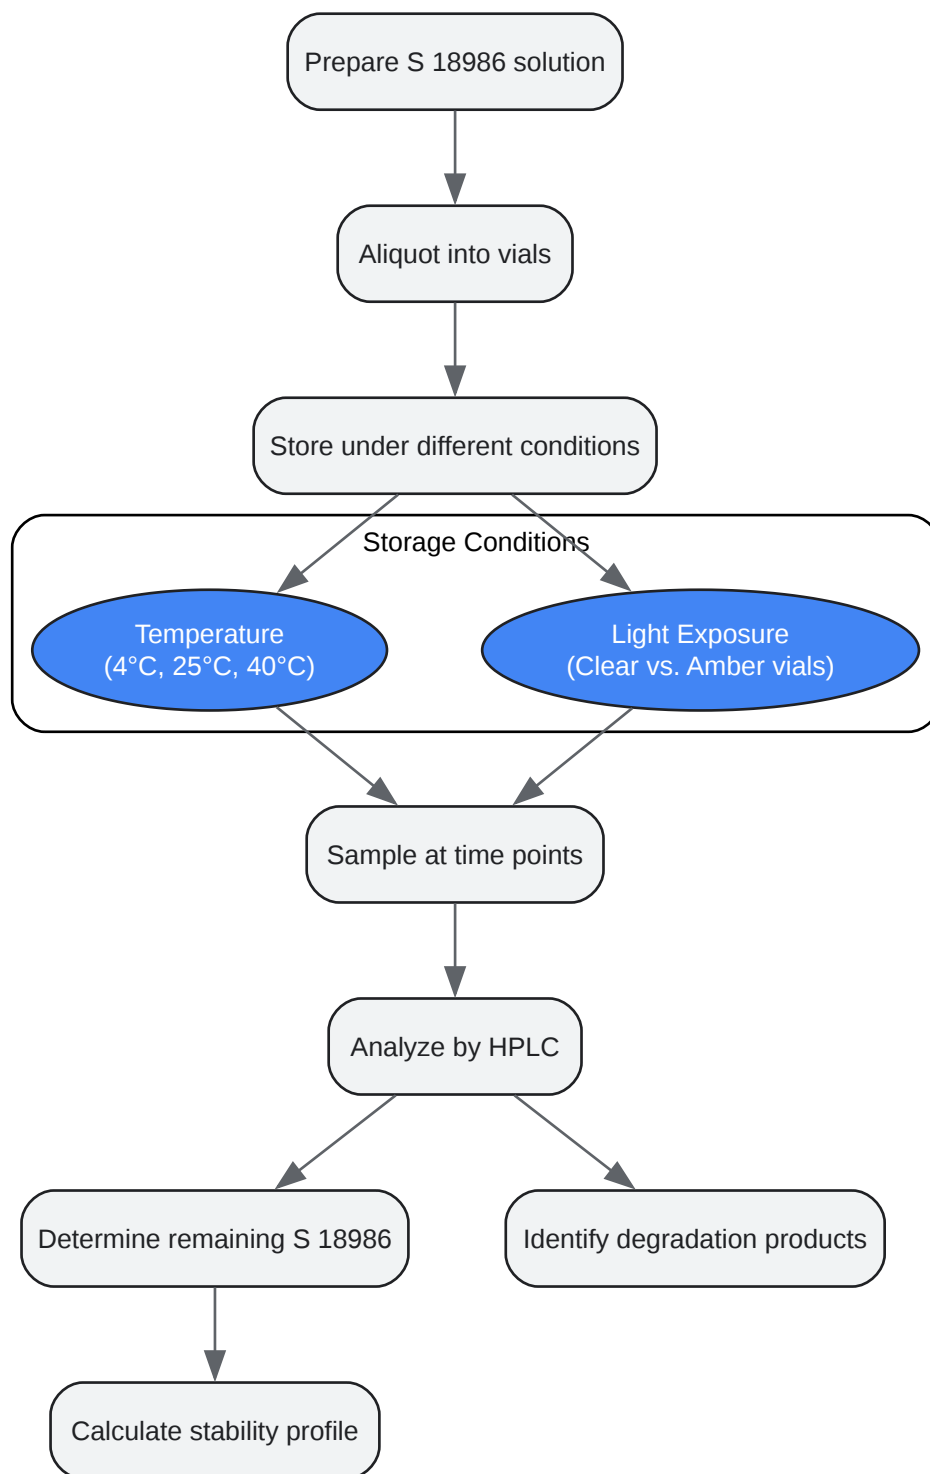 Prepare S 18986 solution
Aliquot into vials
Store under different conditions
Storage Conditions
Temperature
(4°C, 25°C, 40°C)
Light Exposure
(Clear vs. Amber vials)
Sample at time points
Analyze by HPLC
Determine remaining S 18986
Identify degradation products
Calculate stability profile